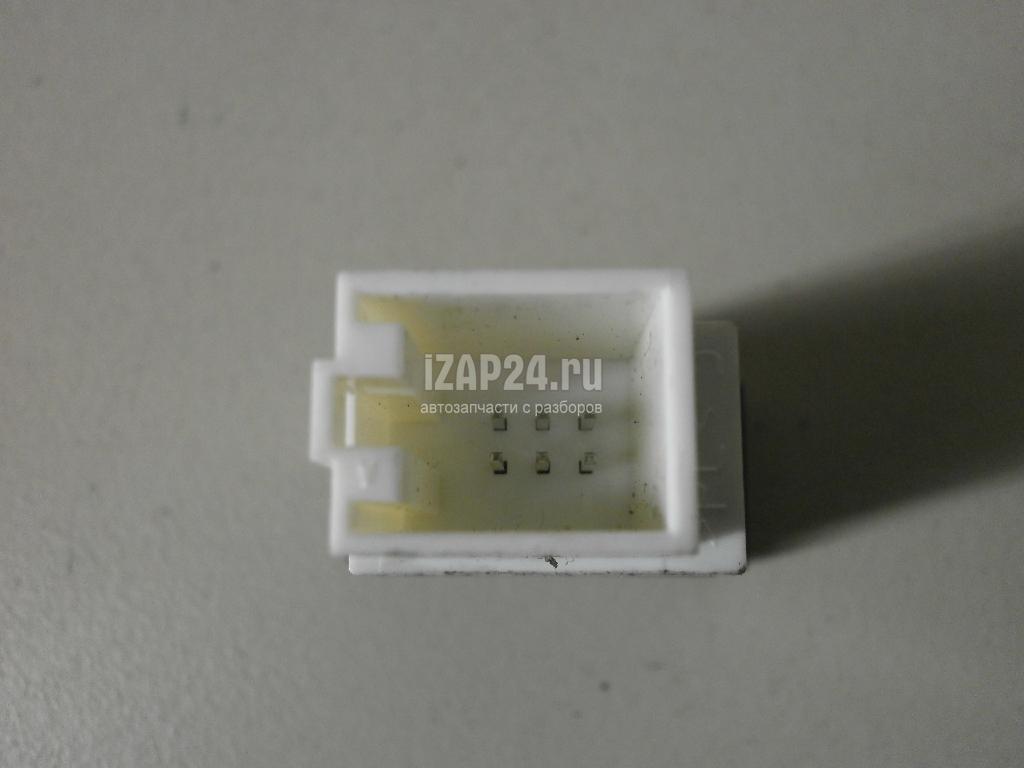 iZAP24.ru
автозапчасти с разборов